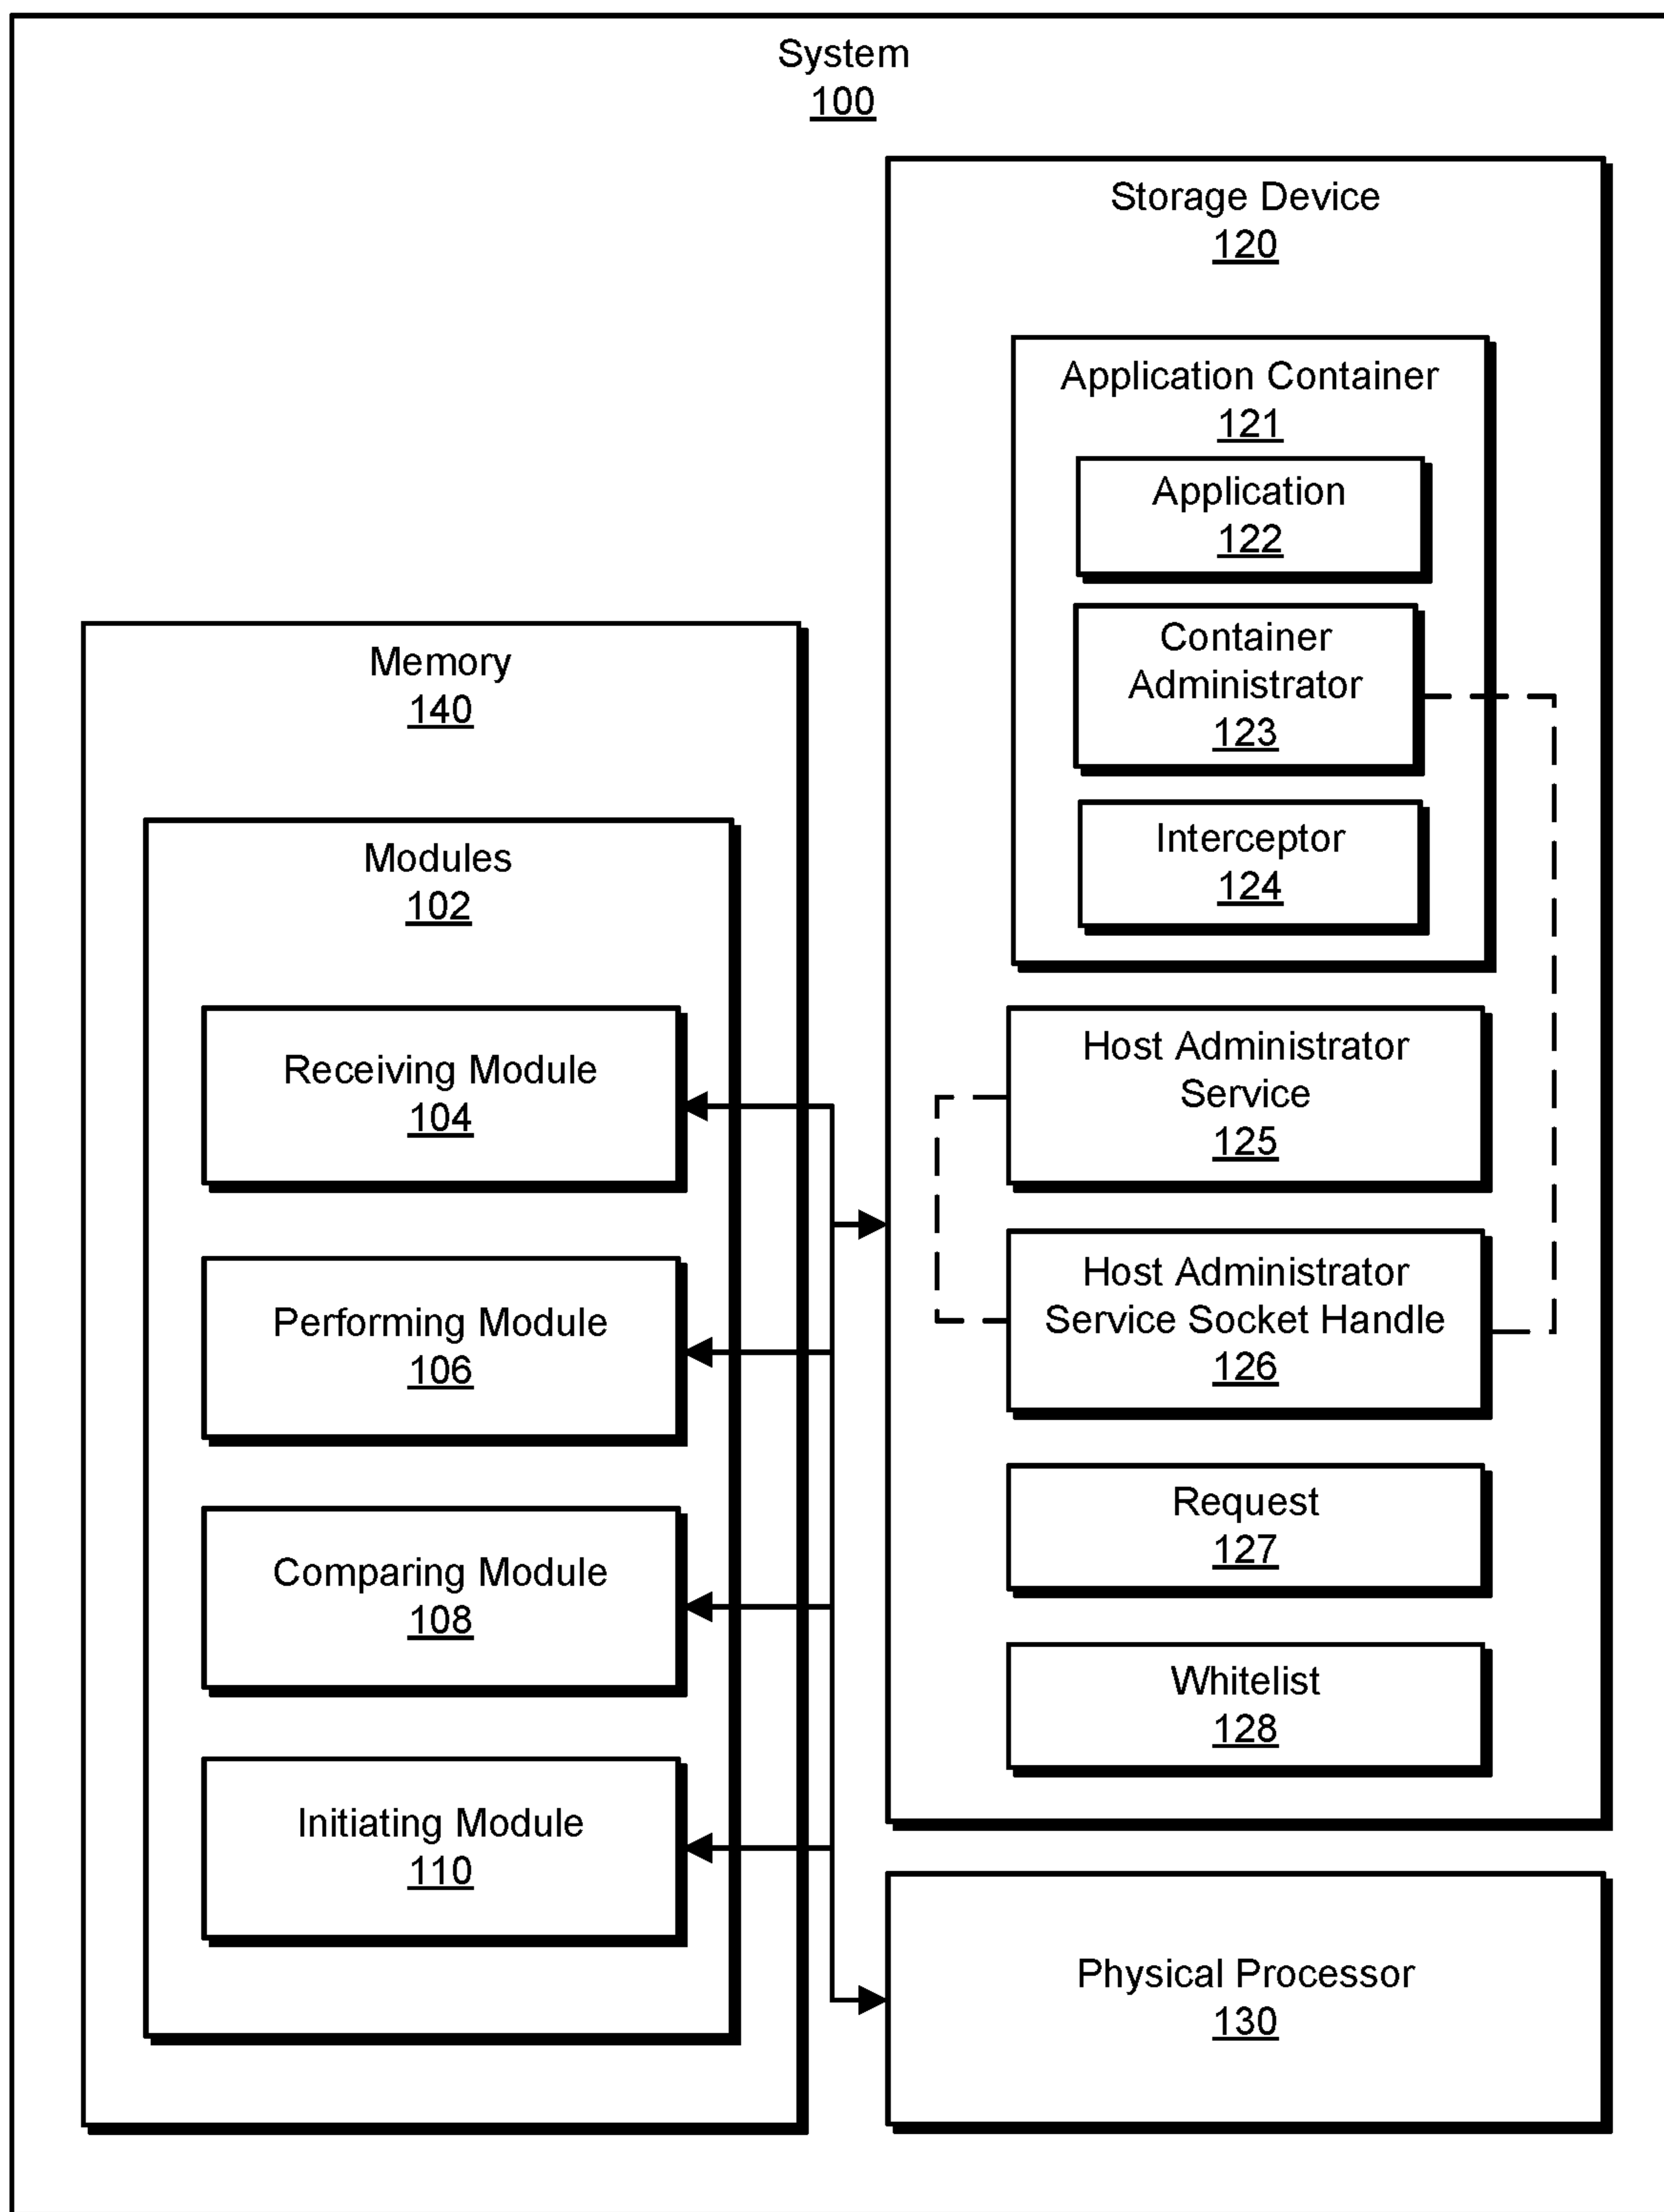 System
100
Memory
140
Modules
102
Receiving Module
104
Performing Module
106
Comparing Module
108
Initiating Module
110
Storage Device
120
Application Container
121
Application
122
Container
Administrator
123
Interceptor
124
Host Administrator
Service
125
Host Administrator
Service Socket Handle
126
Request
127
Whitelist
128
Physical Processor
130